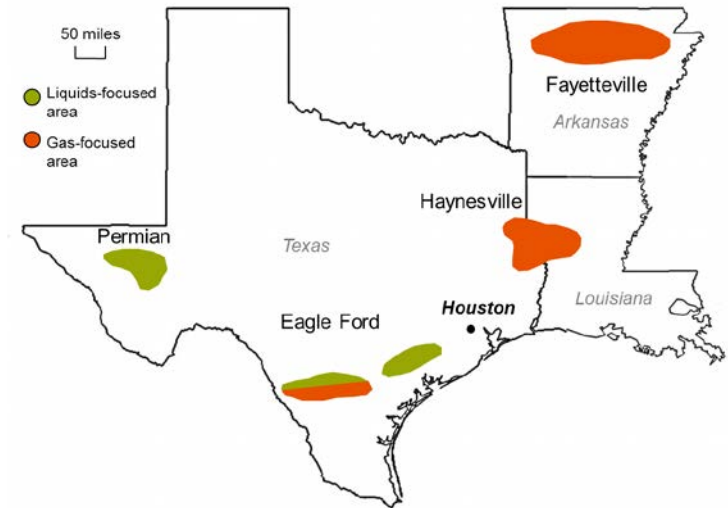 50 miles
Liquids-focused
area
Gas-focused
area
Fayetteville
Arkansas
Haynesville
Permian
Texas
Louisiana
Houston
Eagle Ford